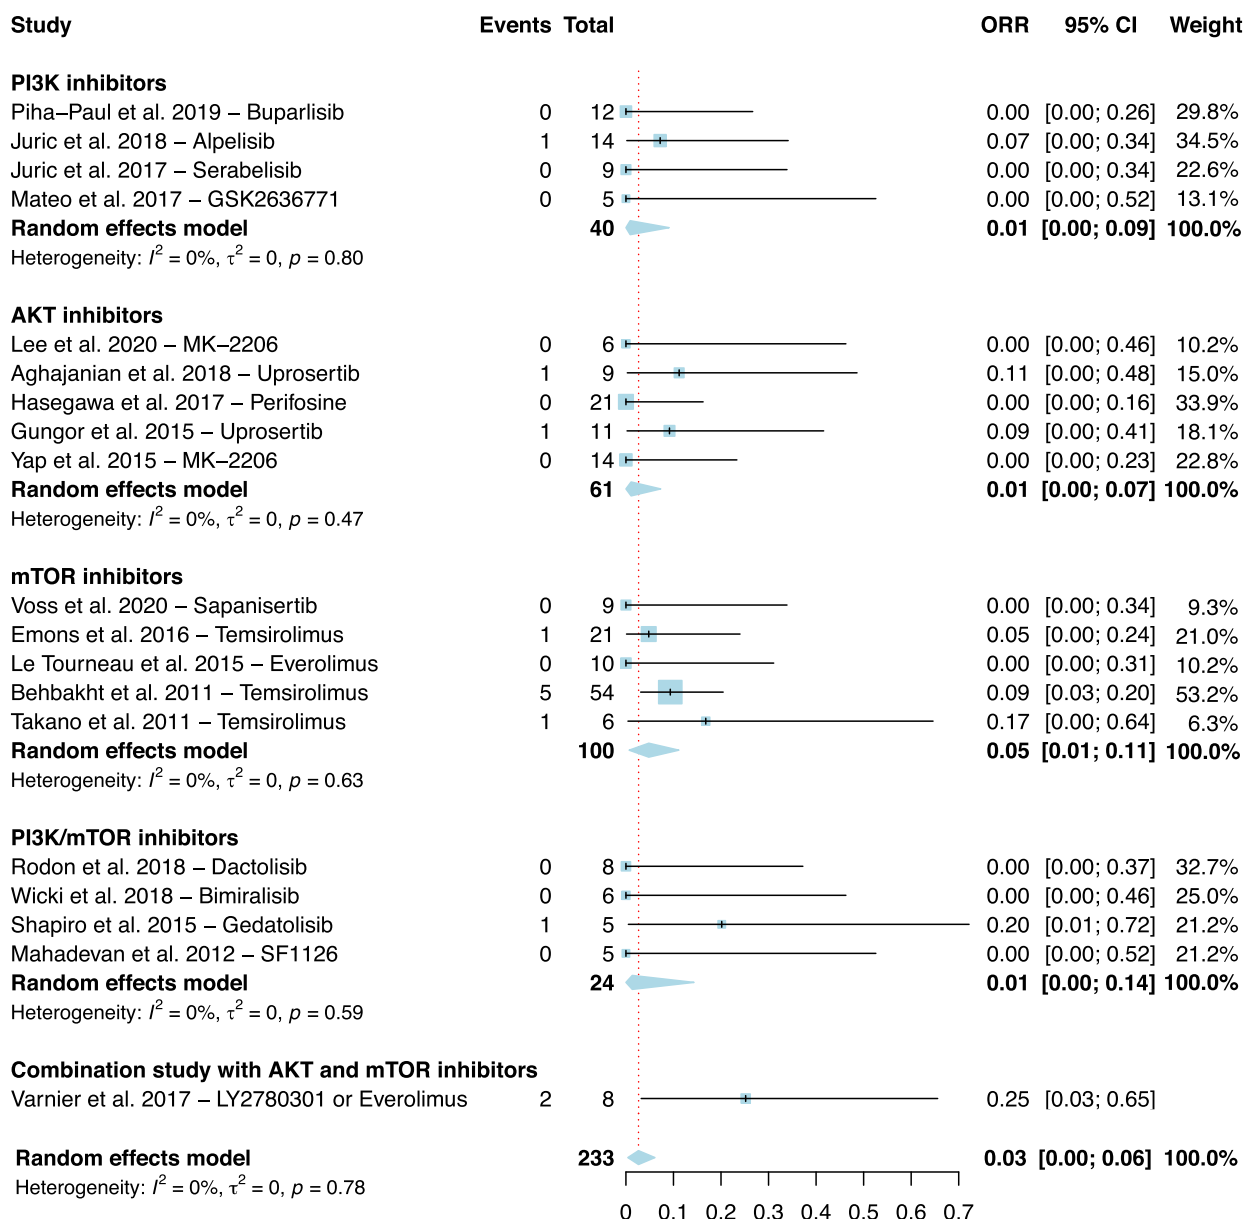 Study Events Total ORR 95% CI Weight
PI3K inhibitors
Piha–Paul et al. 2019 – Buparlisib 0 12 0.00 [0.00; 0.26] 29.8%
Juric et al. 2018 – Alpelisib 1 14 0.07 [0.00; 0.34] 34.5%
Juric et al. 2017 – Serabelisib 0 9 0.00 [0.00; 0.34] 22.6%
Mateo et al. 2017 – GSK2636771 0 5 0.00 [0.00; 0.52] 13.1%
Random effects model 40 0.01 [0.00; 0.09] 100.0%
Heterogeneity: I² = 0%, τ² = 0, p = 0.80
AKT inhibitors
Lee et al. 2020 – MK–2206 0 6 0.00 [0.00; 0.46] 10.2%
Aghajanian et al. 2018 – Uprosertib 1 9 0.11 [0.00; 0.48] 15.0%
Hasegawa et al. 2017 – Perifosine 0 21 0.00 [0.00; 0.16] 33.9%
Gungor et al. 2015 – Uprosertib 1 11 0.09 [0.00; 0.41] 18.1%
Yap et al. 2015 – MK–2206 0 14 0.00 [0.00; 0.23] 22.8%
Random effects model 61 0.01 [0.00; 0.07] 100.0%
Heterogeneity: I² = 0%, τ² = 0, p = 0.47
mTOR inhibitors
Voss et al. 2020 – Sapanisertib 0 9 0.00 [0.00; 0.34] 9.3%
Emons et al. 2016 – Temsirolimus 1 21 0.05 [0.00; 0.24] 21.0%
Le Tourneau et al. 2015 – Everolimus 0 10 0.00 [0.00; 0.31] 10.2%
Behbakht et al. 2011 – Temsirolimus 5 54 0.09 [0.03; 0.20] 53.2%
Takano et al. 2011 – Temsirolimus 1 6 0.17 [0.00; 0.64] 6.3%
Random effects model 100 0.05 [0.01; 0.11] 100.0%
Heterogeneity: I² = 0%, τ² = 0, p = 0.63
PI3K/mTOR inhibitors
Rodon et al. 2018 – Dactolisib 0 8 0.00 [0.00; 0.37] 32.7%
Wicki et al. 2018 – Bimiralisib 0 6 0.00 [0.00; 0.46] 25.0%
Shapiro et al. 2015 – Gedatolisib 1 5 0.20 [0.01; 0.72] 21.2%
Mahadevan et al. 2012 – SF1126 0 5 0.00 [0.00; 0.52] 21.2%
Random effects model 24 0.01 [0.00; 0.14] 100.0%
Heterogeneity: I² = 0%, τ² = 0, p = 0.59
Combination study with AKT and mTOR inhibitors
Varnier et al. 2017 – LY2780301 or Everolimus 2 8 0.25 [0.03; 0.65]
Random effects model 233 0.03 [0.00; 0.06] 100.0%
Heterogeneity: I² = 0%, τ² = 0, p = 0.78
0 0.1 0.2 0.3 0.4 0.5 0.6 0.7